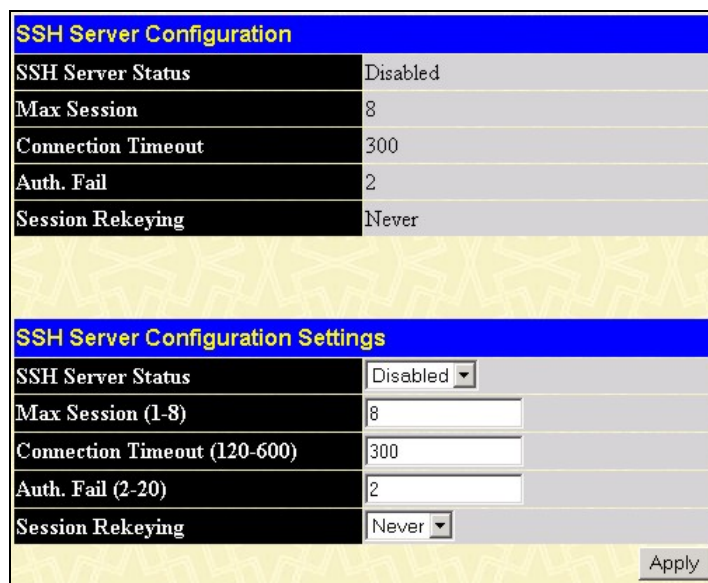 SSH Server Configuration
SSH Server Status Disabled
Max Session 8
Connection Timeout 300
Auth. Fail 2
Session Rekeying Never
SSH Server Configuration Settings
SSH Server Status Disabled
Max Session (1-8) 8
Connection Timeout (120-600) 300
Auth. Fail (2-20) 2
Session Rekeying Never
Apply